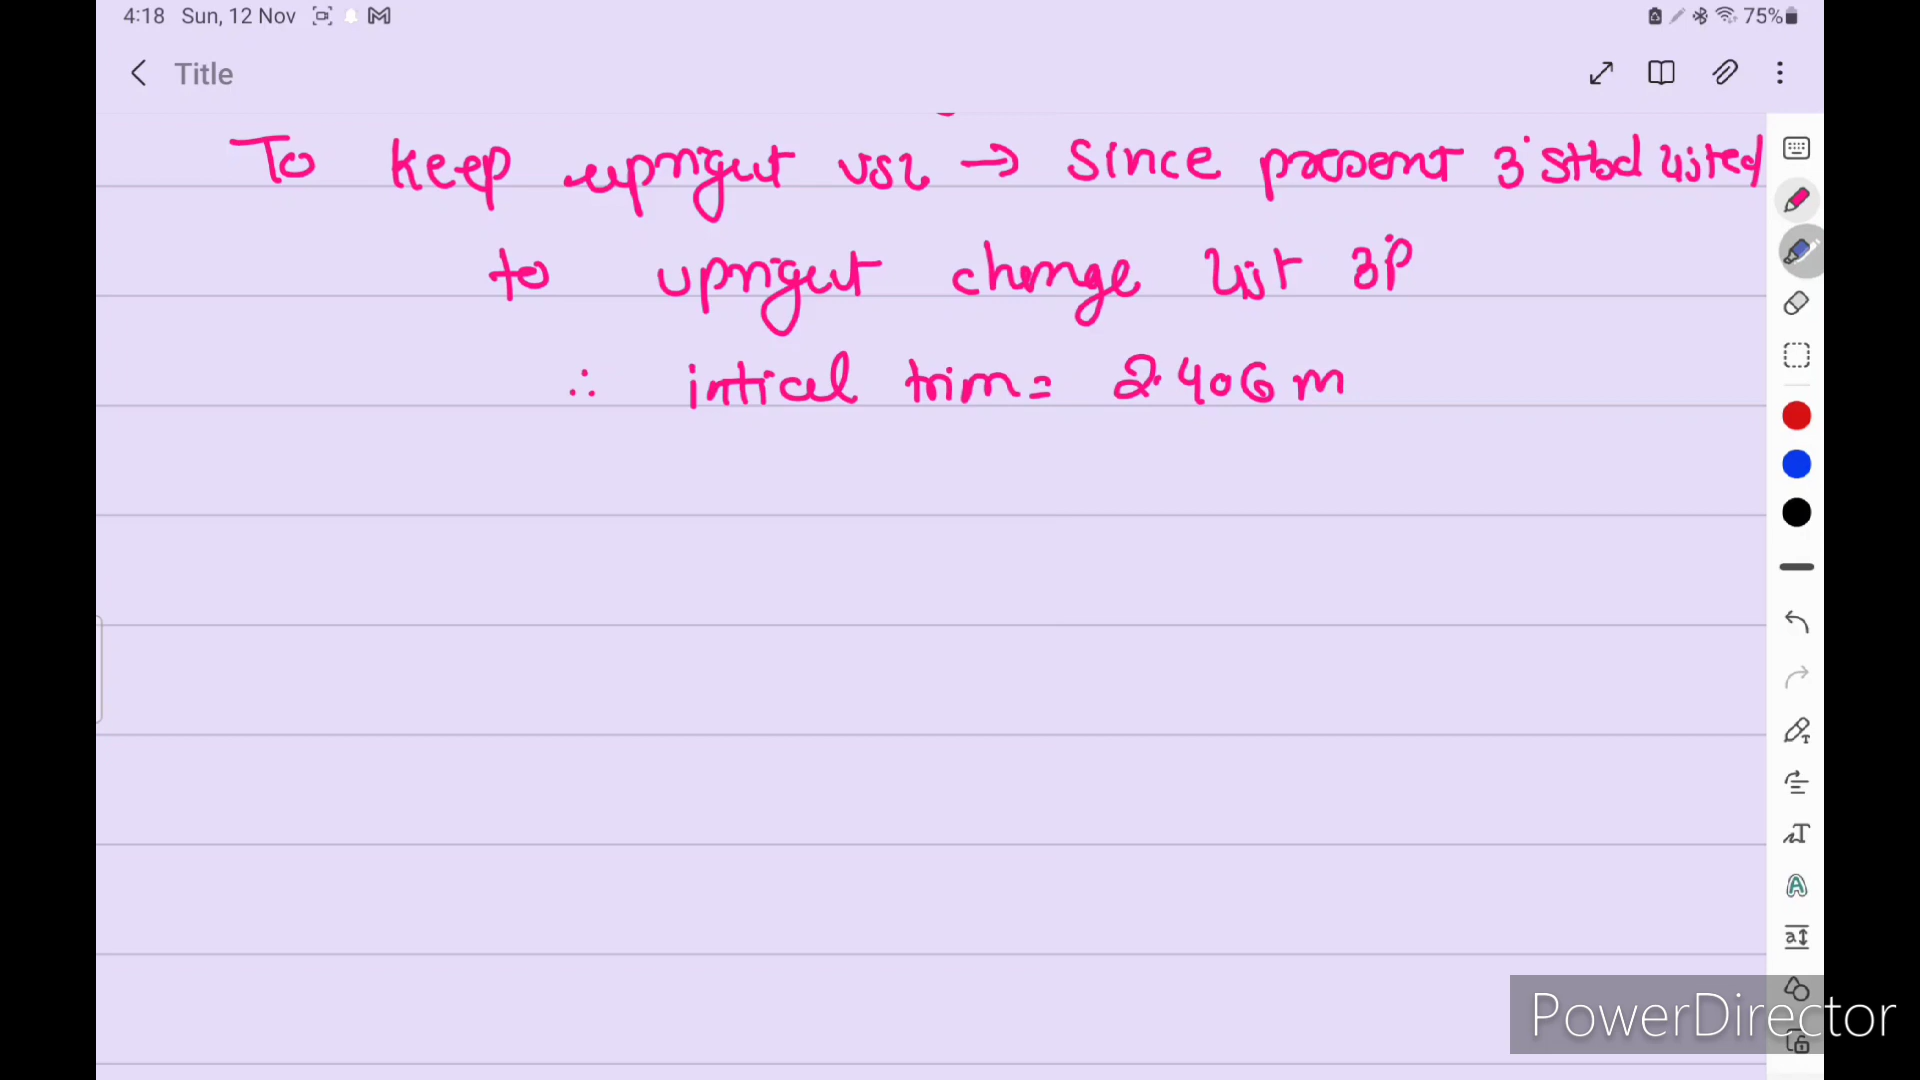 4:18 Sun, 12 Nov 75%
Title
To keep upright vsl → since present 3° stbd listed
to upright change list 3°P
∴ intical trim = 2.406 m
PowerDirector